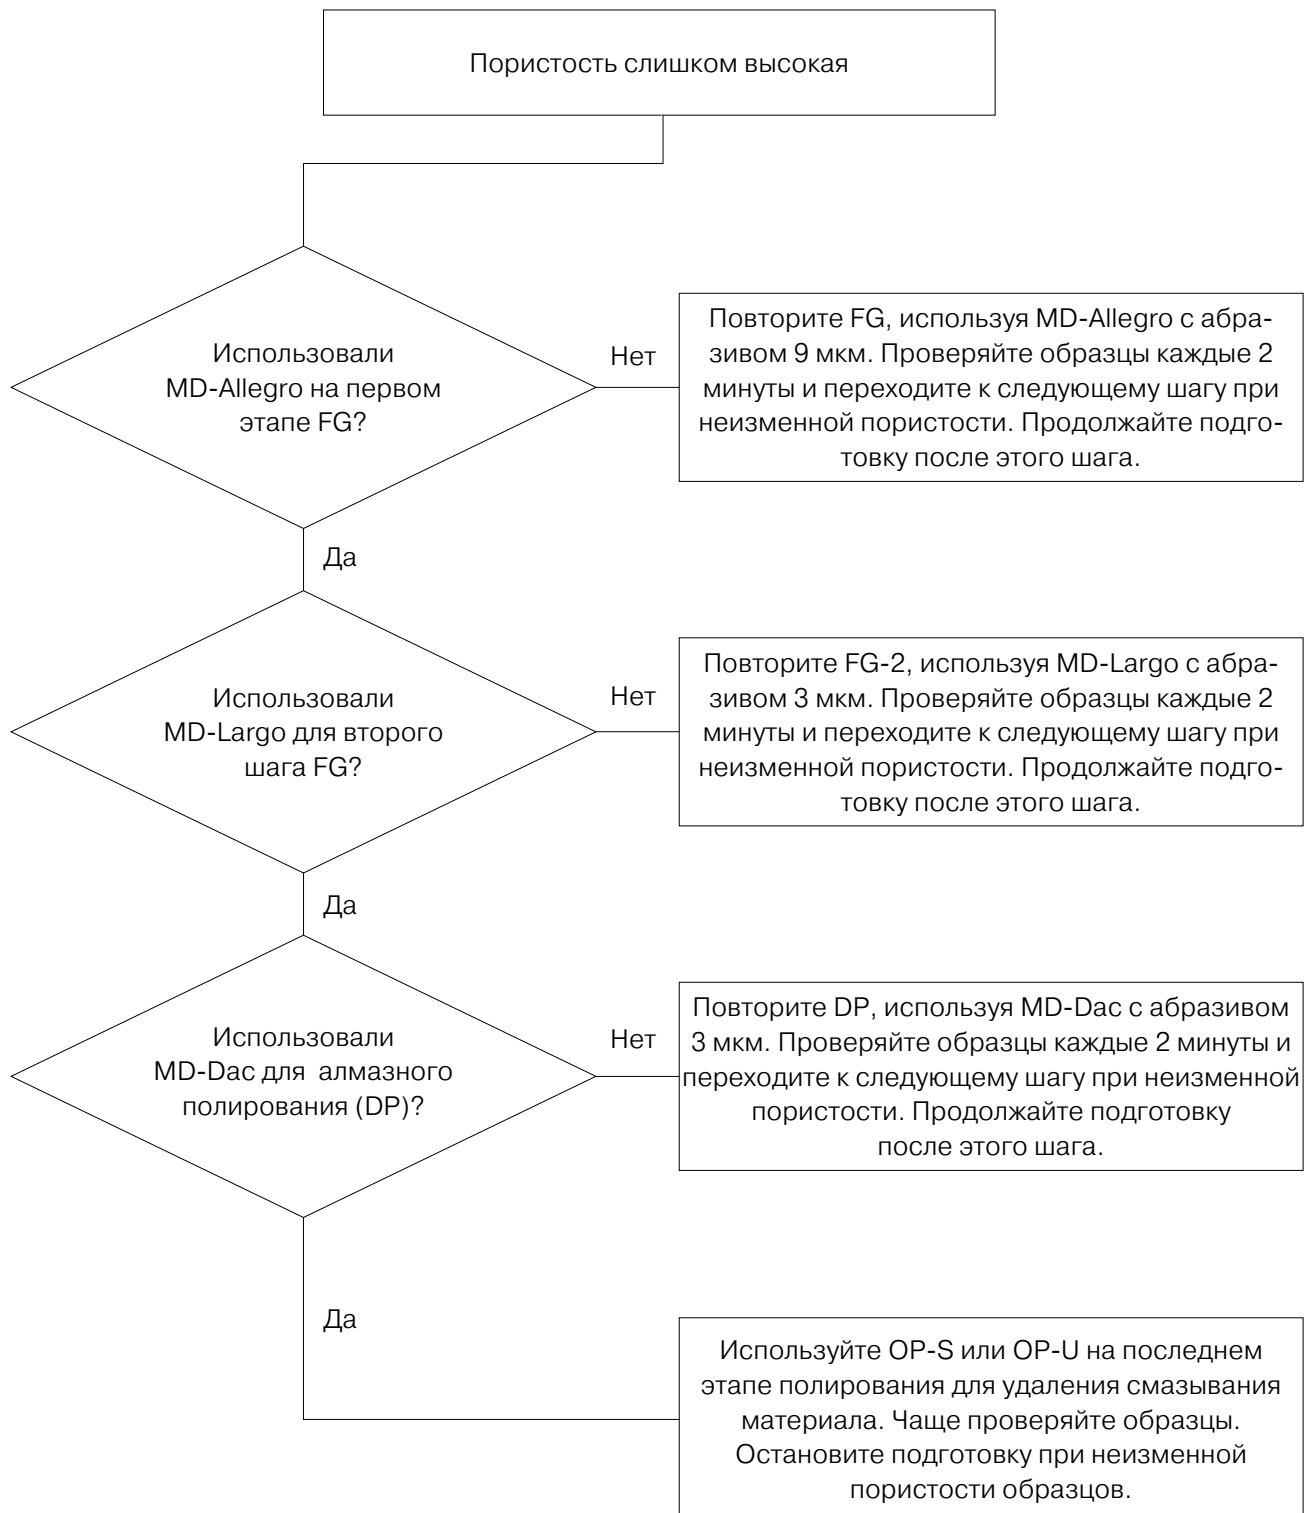 Пористость слишком высокая
Использовали
MD-Allegro на первом
этапе FG?
Нет
Повторите FG, используя MD-Allegro с абра-
зивом 9 мкм. Проверяйте образцы каждые 2
минуты и переходите к следующему шагу при
неизменной пористости. Продолжайте подго-
товку после этого шага.
Да
Использовали
MD-Largo для второго
шага FG?
Нет
Повторите FG-2, используя MD-Largo с абра-
зивом 3 мкм. Проверяйте образцы каждые 2
минуты и переходите к следующему шагу при
неизменной пористости. Продолжайте подго-
товку после этого шага.
Да
Использовали
MD-Dac для алмазного
полирования (DP)?
Нет
Повторите DP, используя MD-Dac с абразивом
3 мкм. Проверяйте образцы каждые 2 минуты и
переходите к следующему шагу при неизменной
пористости. Продолжайте подготовку
после этого шага.
Да
Используйте OP-S или OP-U на последнем
этапе полирования для удаления смазывания
материала. Чаще проверяйте образцы.
Остановите подготовку при неизменной
пористости образцов.